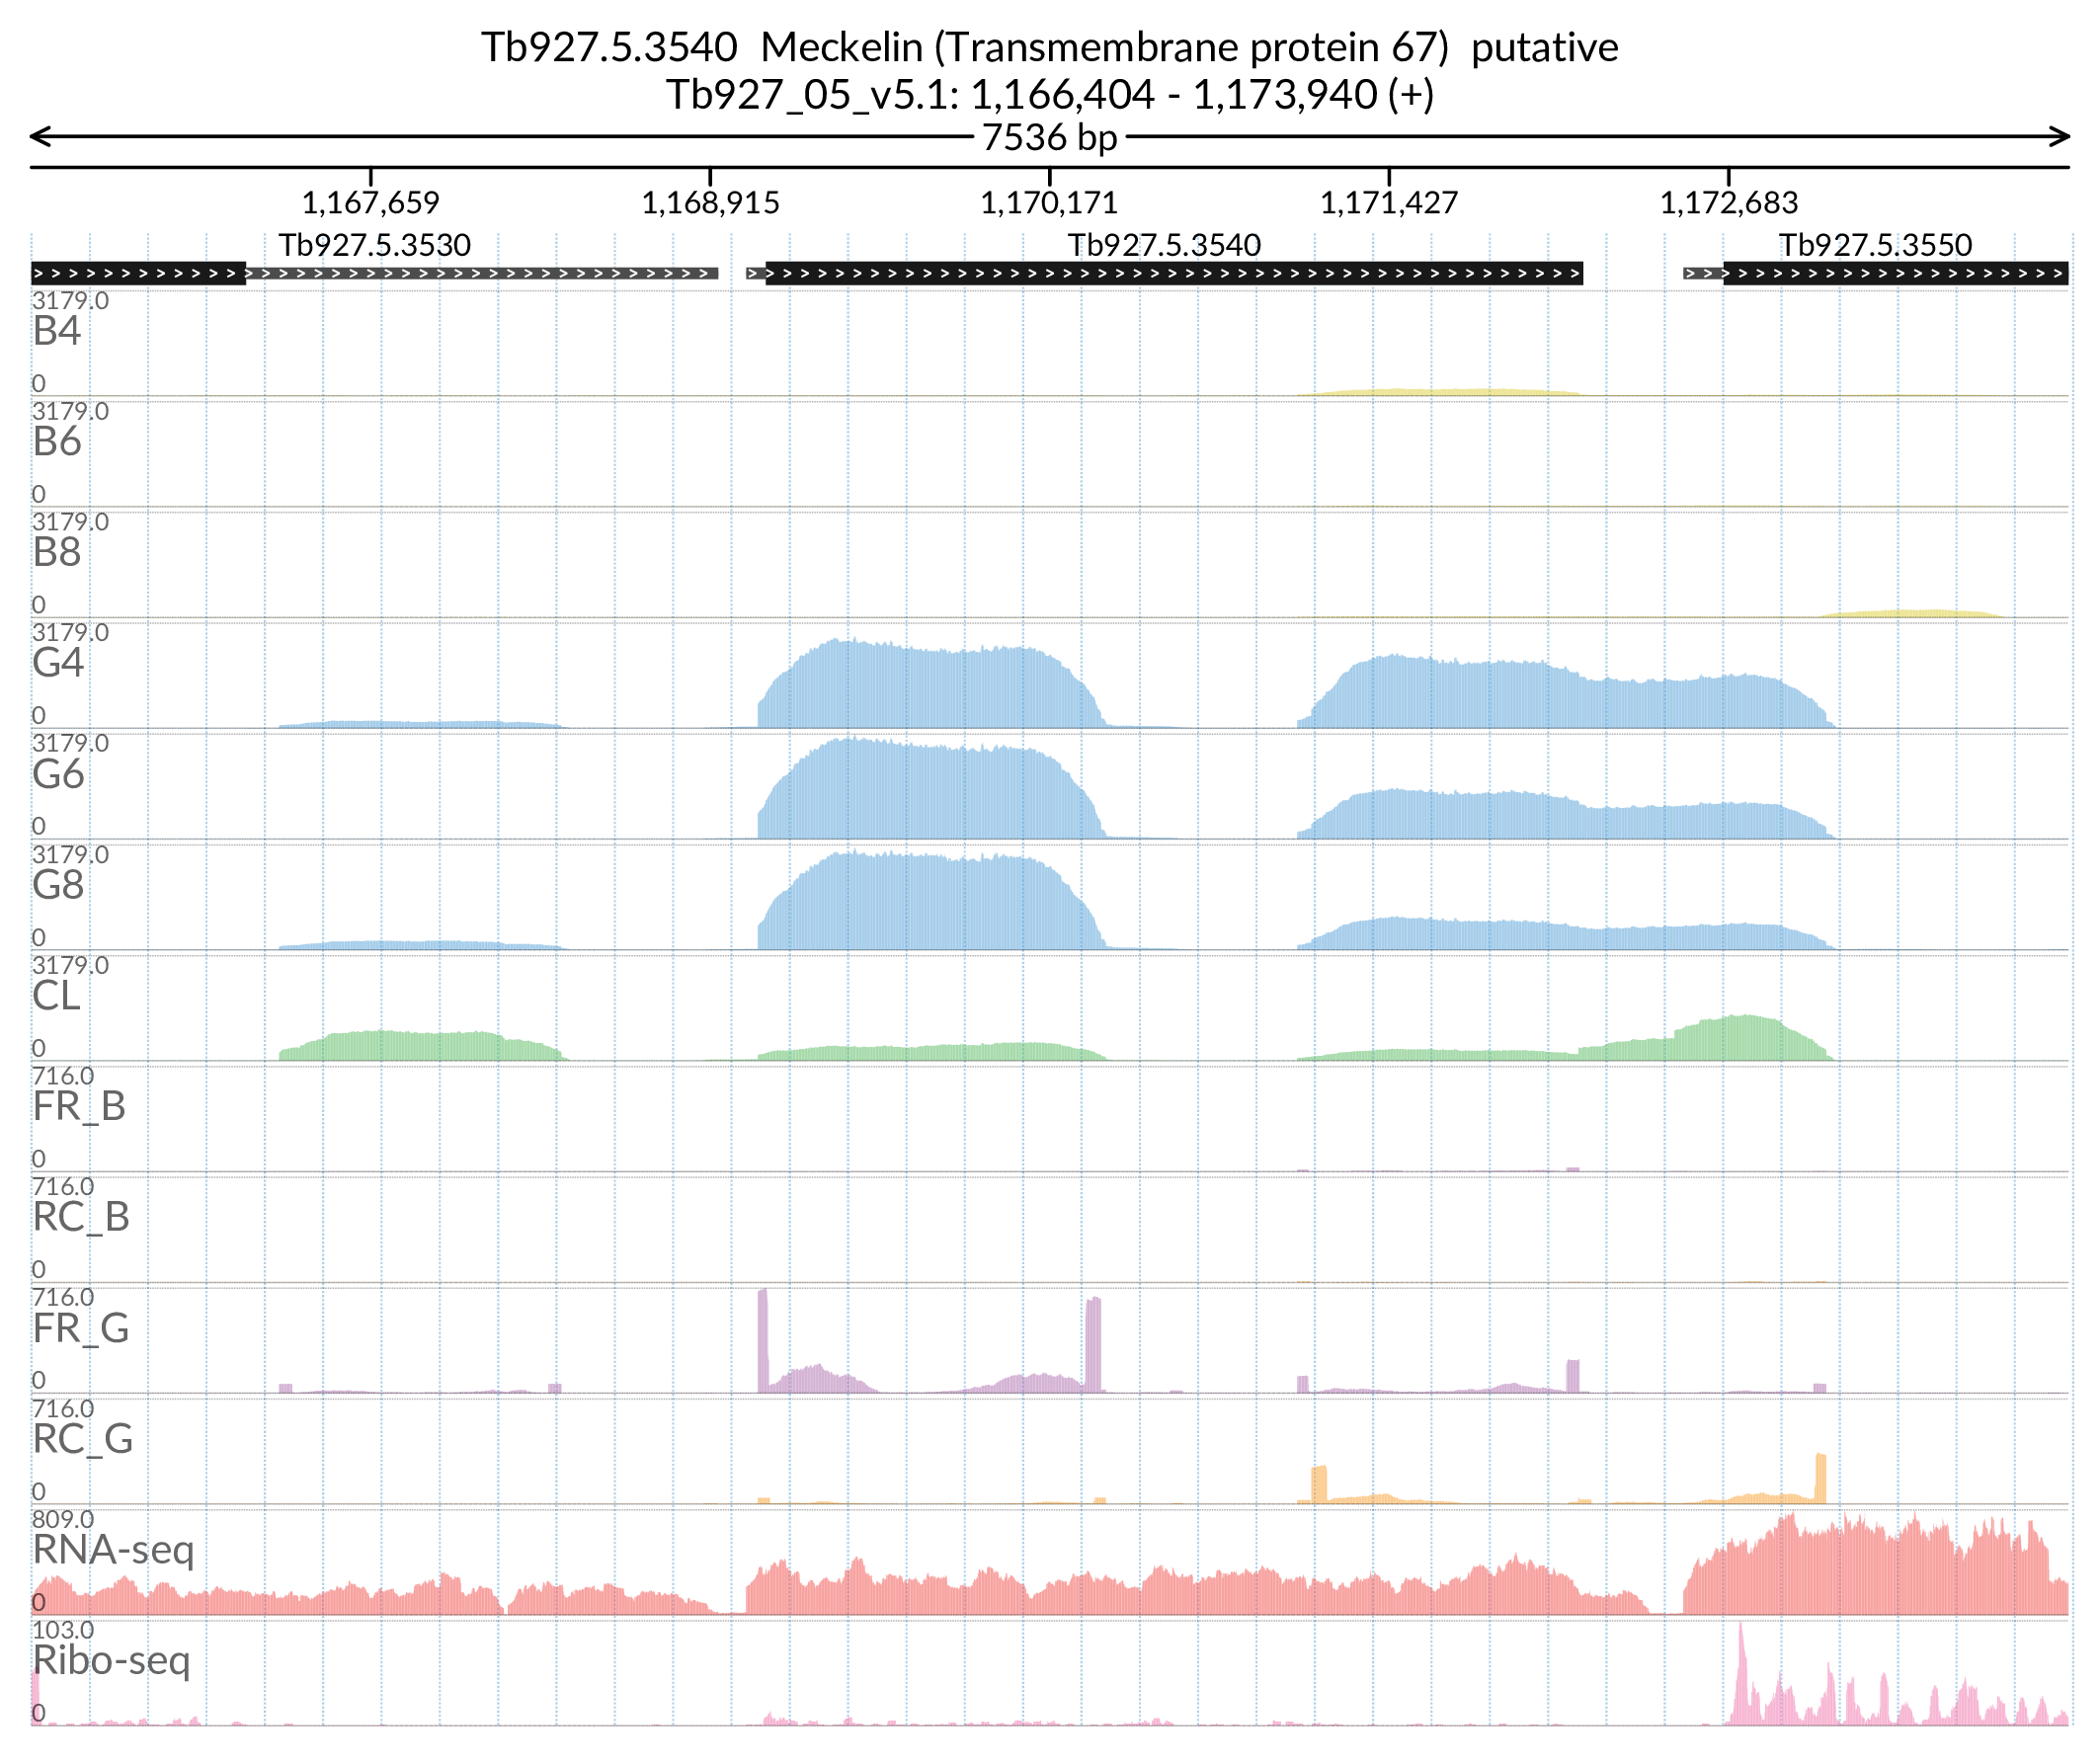 Tb927.5.3540  Meckelin (Transmembrane protein 67)  putative
Tb927_05_v5.1: 1,166,404 - 1,173,940 (+)
7536 bp
1,167,659 1,168,915 1,170,171 1,171,427 1,172,683
Tb927.5.3530 Tb927.5.3540 Tb927.5.3550
3179.0
B4
0
3179.0
B6
0
3179.0
B8
0
3179.0
G4
0
3179.0
G6
0
3179.0
G8
0
3179.0
CL
0
716.0
FR_B
0
716.0
RC_B
0
716.0
FR_G
0
716.0
RC_G
0
809.0
RNA-seq
0
103.0
Ribo-seq
0